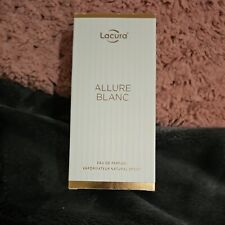 Lacura
ALLURE
BLANC
EAU DE PARFUM
VAPORISATEUR NATURAL SPRAY